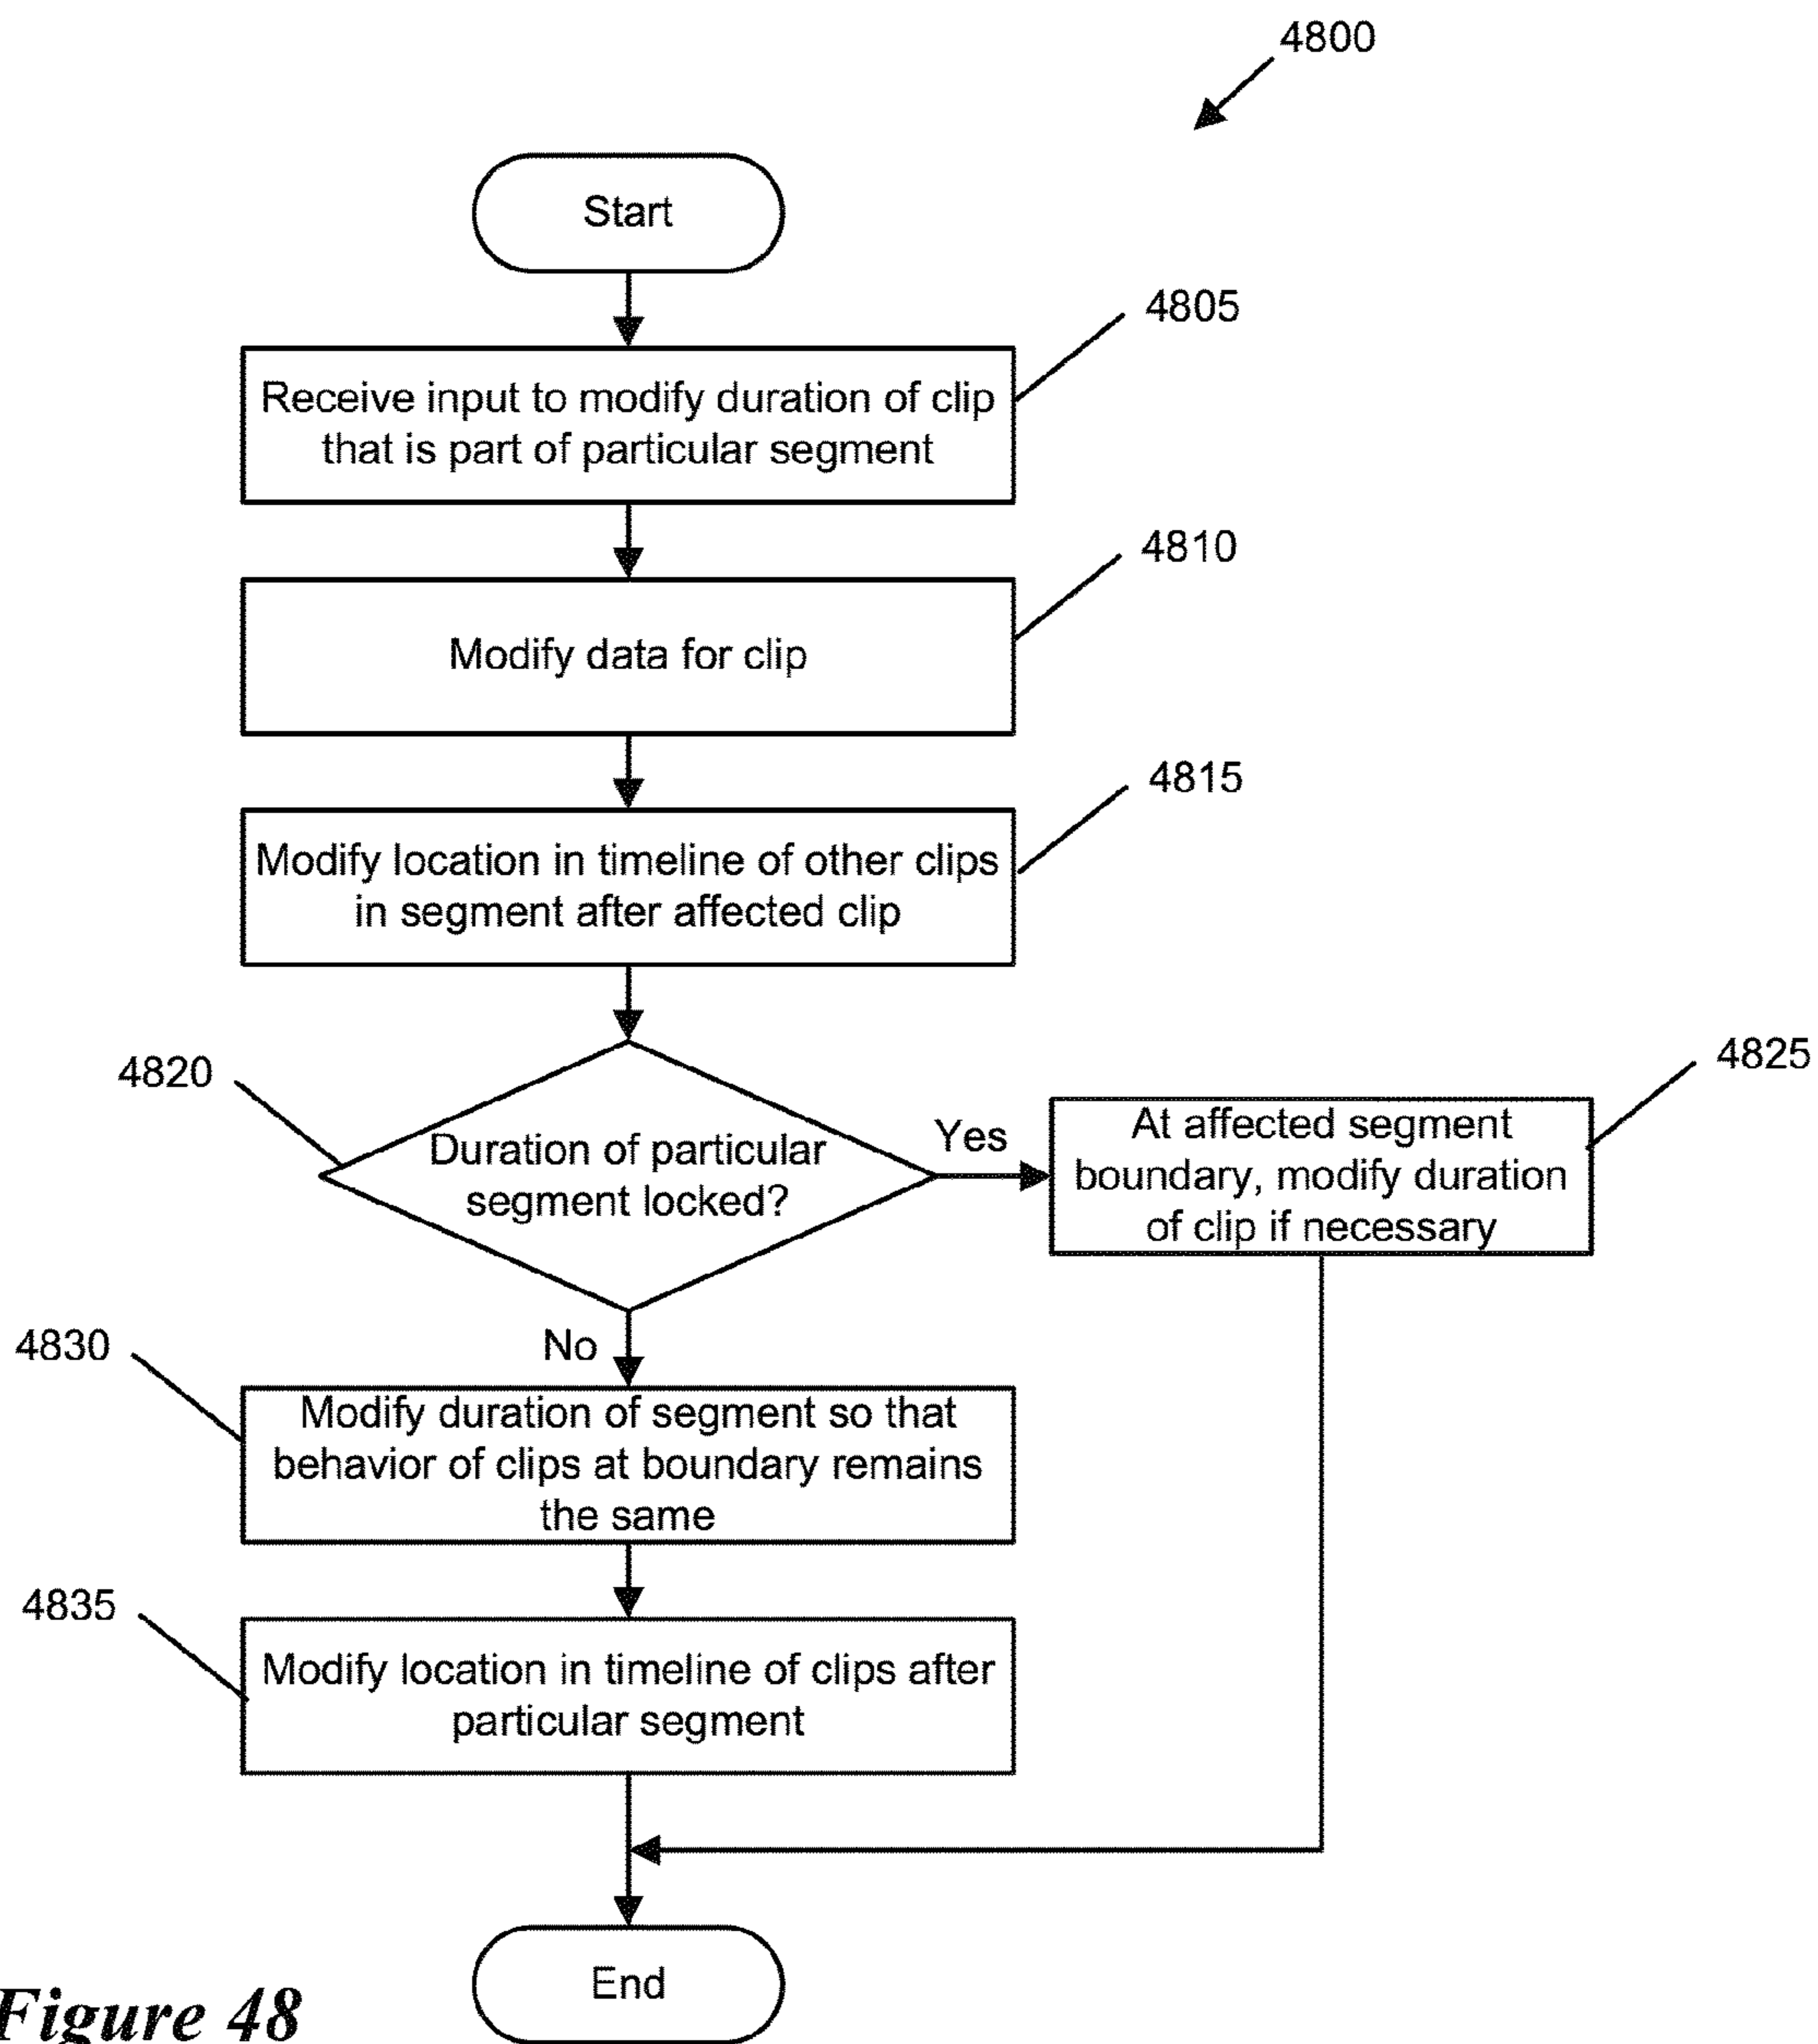 4800
Start
4805
Receive input to modify duration of clip
that is part of particular segment
4810
Modify data for clip
4815
Modify location in timeline of other clips
in segment after affected clip
4820
Duration of particular
segment locked?
Yes
4825
At affected segment
boundary, modify duration
of clip if necessary
No
4830
Modify duration of segment so that
behavior of clips at boundary remains
the same
4835
Modify location in timeline of clips after
particular segment
End
Figure 48